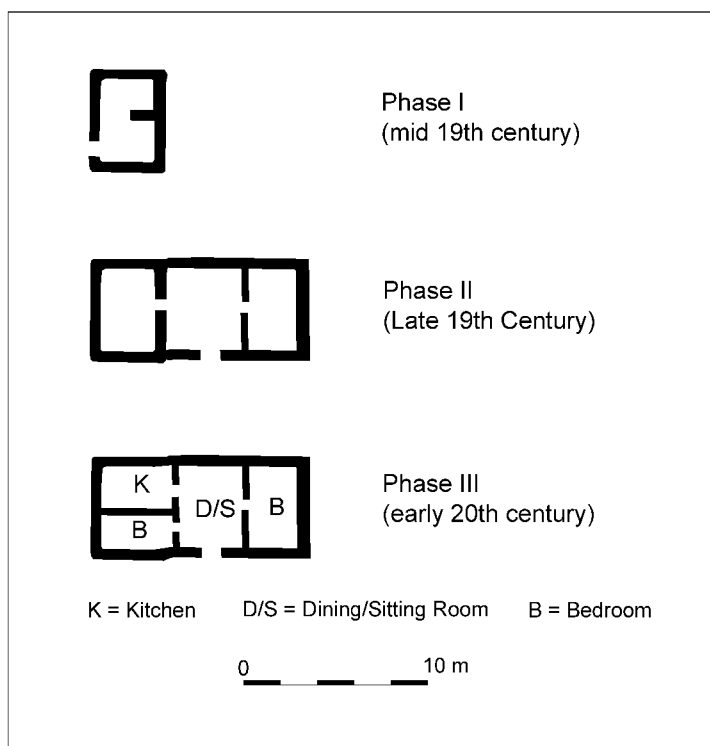 Phase I
(mid 19th century)
Phase II
(Late 19th Century)
K
D/S
B
B
Phase III
(early 20th century)
K = Kitchen
D/S = Dining/Sitting Room
B = Bedroom
0
10 m